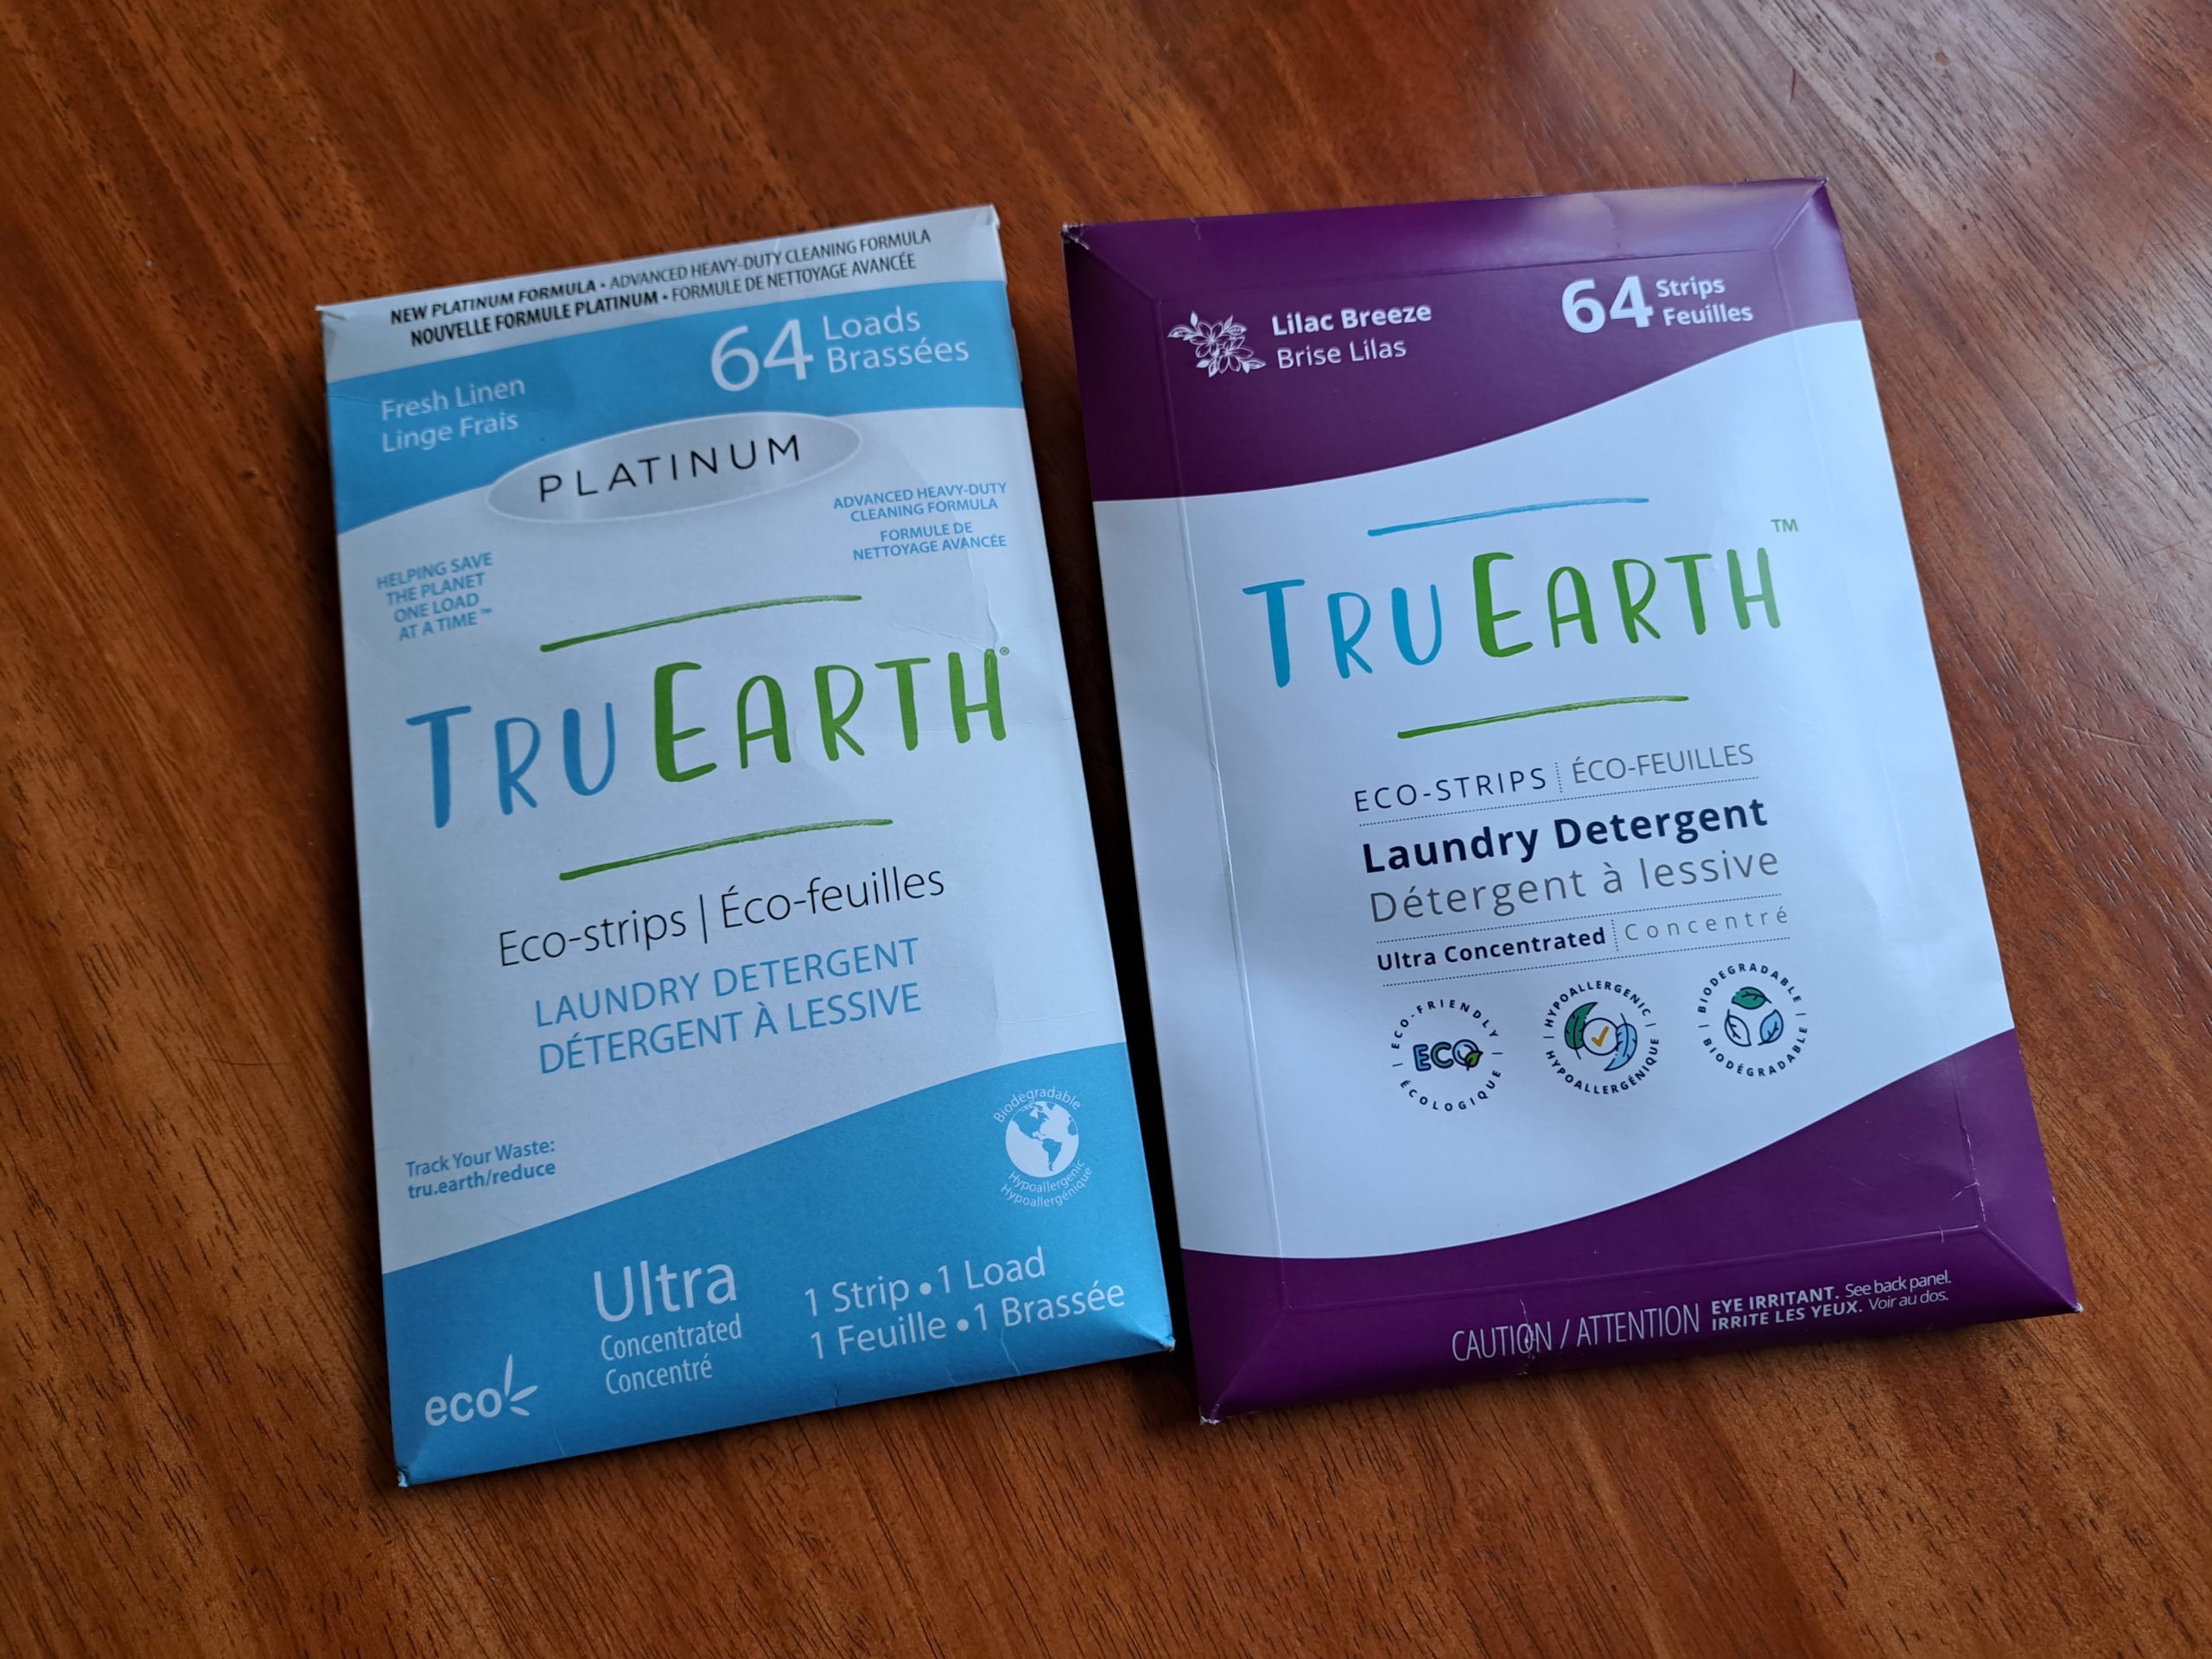 NEW PLATINUM FORMULA • ADVANCED HEAVY-DUTY CLEANING FORMULA
NOUVELLE FORMULE PLATINUM • FORMULE DE NETTOYAGE AVANCÉE
Fresh Linen
Linge Frais
64 Loads
Brassées
PLATINUM
ADVANCED HEAVY-DUTY
CLEANING FORMULA
FORMULE DE
NETTOYAGE AVANCÉE
HELPING SAVE
THE PLANET
ONE LOAD
AT A TIME™
TRUEARTH®
Eco-strips | Éco-feuilles
LAUNDRY DETERGENT
DÉTERGENT À LESSIVE
Track Your Waste:
tru.earth/reduce
Biodégradable
Hypoallergenic
Hypoallergénique
Ultra
Concentrated
Concentré
1 Strip • 1 Load
1 Feuille • 1 Brassée
eco
Lilac Breeze
Brise Lilas
64 Strips
Feuilles
TRUEARTH™
ECO-STRIPS | ÉCO-FEUILLES
Laundry Detergent
Détergent à lessive
Ultra Concentrated | Concentré
ECO-FRIENDLY
ECO
ÉCOLOGIQUE
HYPOALLERGENIC
HYPOALLERGÉNIQUE
BIODEGRADABLE
BIODÉGRADABLE
CAUTION / ATTENTION
EYE IRRITANT. See back panel.
IRRITE LES YEUX. Voir au dos.